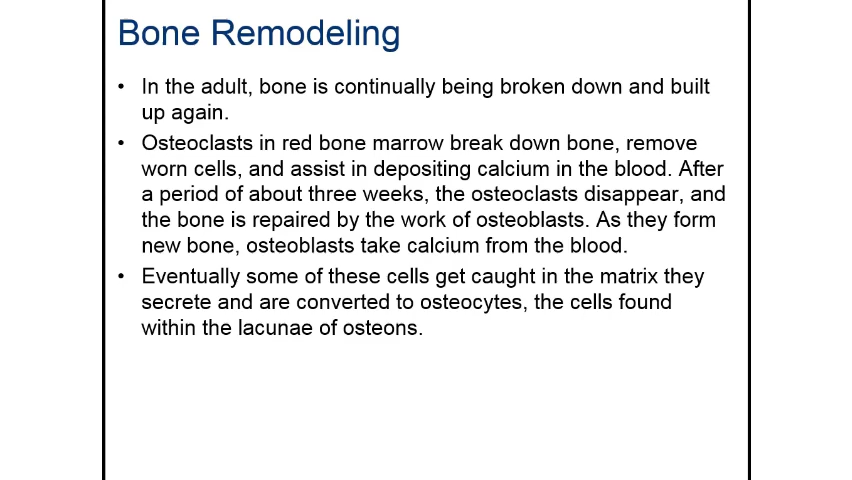 Bone Remodeling
• In the adult, bone is continually being broken down and built
up again.
• Osteoclasts in red bone marrow break down bone, remove
worn cells, and assist in depositing calcium in the blood. After
a period of about three weeks, the osteoclasts disappear, and
the bone is repaired by the work of osteoblasts. As they form
new bone, osteoblasts take calcium from the blood.
• Eventually some of these cells get caught in the matrix they
secrete and are converted to osteocytes, the cells found
within the lacunae of osteons.